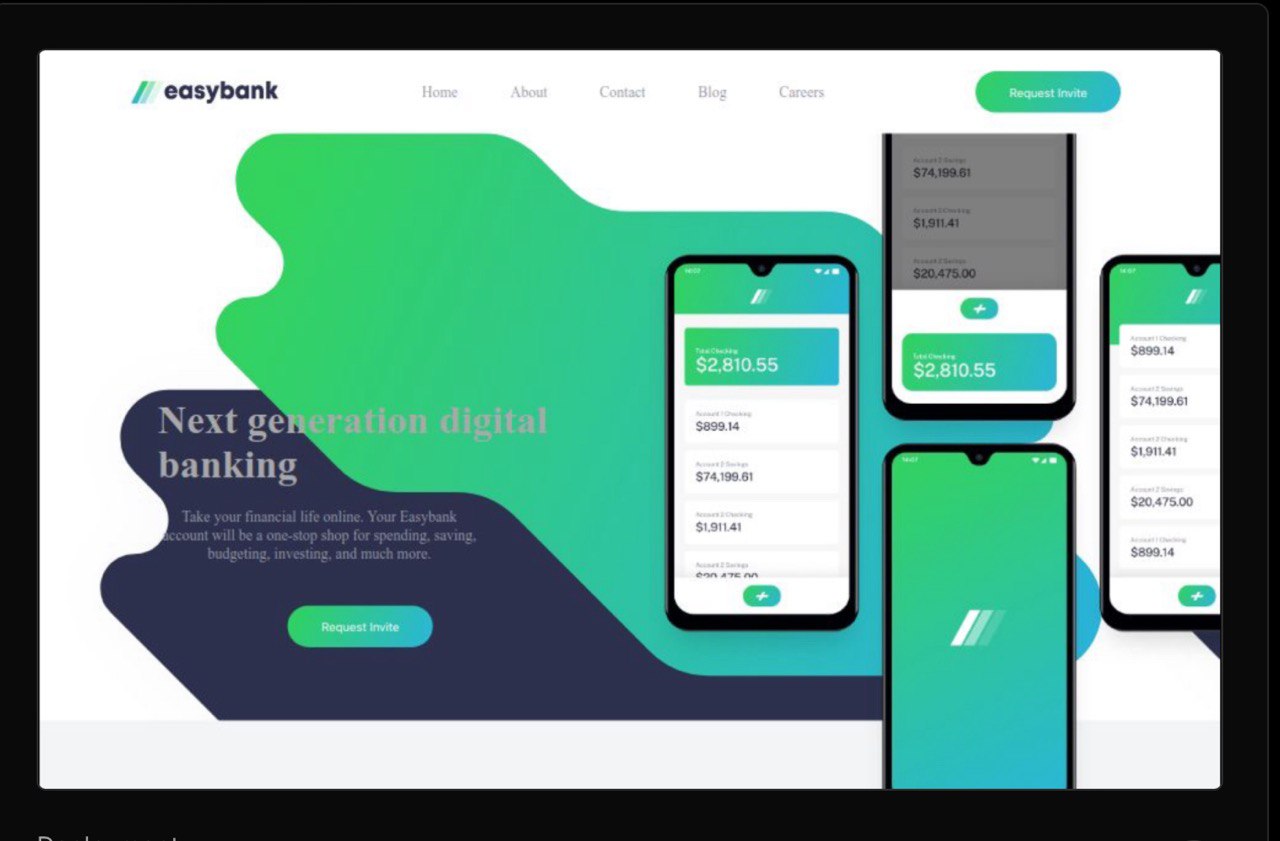 easybank
Home
About
Contact
Blog
Careers
Request Invite
Next generation digital
banking
Take your financial life online. Your Easybank
account will be a one-stop shop for spending, saving,
budgeting, investing, and much more.
Request Invite
14:07
Total Checking
$2,810.55
Account 1 Checking
$899.14
Account 2 Savings
$74,199.61
Account 2 Checking
$1,911.41
Account 2 Savings
$20,475.00
Account 2 Savings
$74,199.61
Account 2 Checking
$1,911.41
Account 2 Savings
$20,475.00
Total Checking
$2,810.55
14:07
14:07
Account 1 Checking
$899.14
Account 2 Savings
$74,199.61
Account 2 Checking
$1,911.41
Account 2 Savings
$20,475.00
Account 1 Checking
$899.14